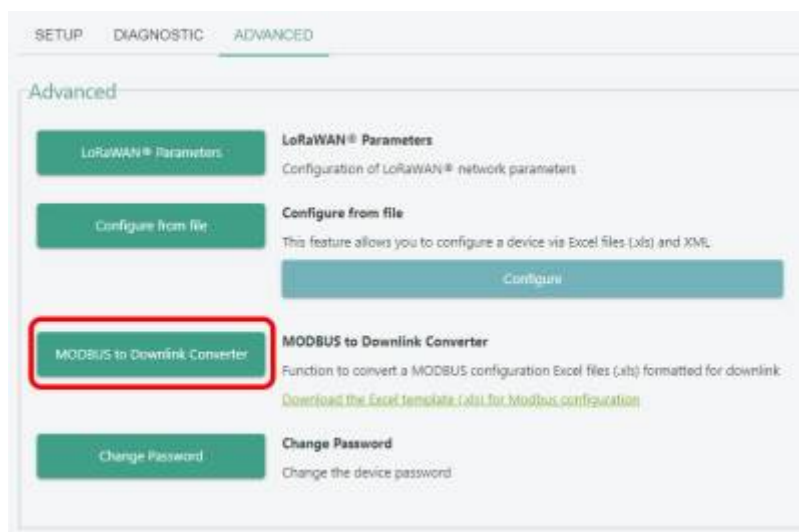 SETUP DIAGNOSTIC ADVANCED
Advanced
LoRaWAN® Parameters
LoRaWAN® Parameters
Configuration of LoRaWAN® network parameters
Configure from file
Configure from file
This feature allows you to configure a device via Excel files (.xls) and XML
Configure
MODBUS to Downlink Converter
MODBUS to Downlink Converter
Function to convert a MODBUS configuration Excel files (.xls) formatted for downlink
Download the Excel template (.xls) for Modbus configuration
Change Password
Change Password
Change the device password